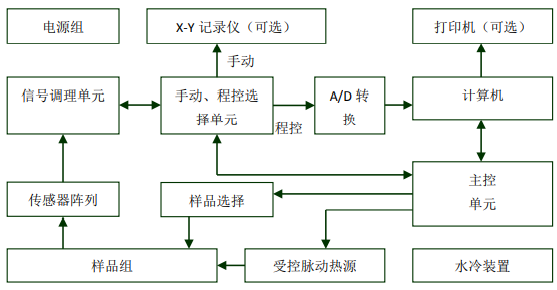 电源组
X-Y 记录仪（可选）
打印机（可选）
手动
信号调理单元
手动、程控选
择单元
程控
A/D 转
换
计算机
主控
单元
传感器阵列
样品选择
样品组
受控脉动热源
水冷装置